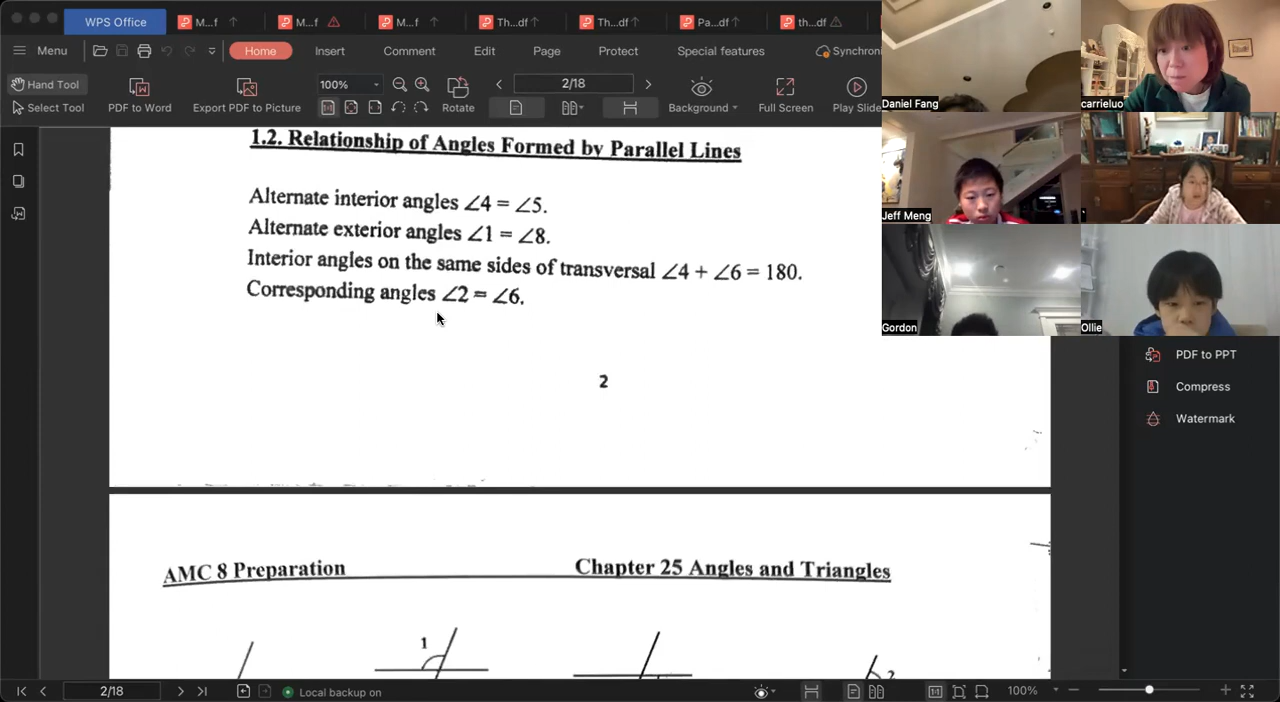 WPS Office
M...f
M...f
M...f
Th...df
Th...df
Pa...df
th...df
Menu
Home
Insert
Comment
Edit
Page
Protect
Special features
Synchroni
Hand Tool
Select Tool
PDF to Word
Export PDF to Picture
100%
Rotate
2/18
Background
Full Screen
Play Slide
Daniel Fang
carrieluo
Jeff Meng
Gordon
Ollie
1.2. Relationship of Angles Formed by Parallel Lines
Alternate interior angles ∠4 = ∠5.
Alternate exterior angles ∠1 = ∠8.
Interior angles on the same sides of transversal ∠4 + ∠6 = 180.
Corresponding angles ∠2 = ∠6.
2
PDF to PPT
Compress
Watermark
AMC 8 Preparation
Chapter 25 Angles and Triangles
1
2
2/18
Local backup on
100%